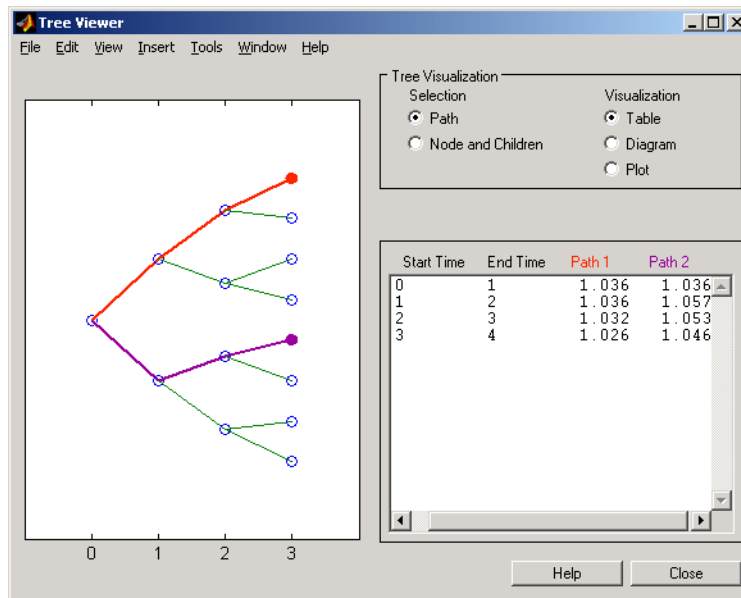 Tree Viewer
File Edit View Insert Tools Window Help
Tree Visualization
Selection Visualization
Path Table
Node and Children Diagram
Plot
Start Time End Time Path 1 Path 2
0 1 1.036 1.036
1 2 1.036 1.057
2 3 1.032 1.053
3 4 1.026 1.046
0 1 2 3
Help Close